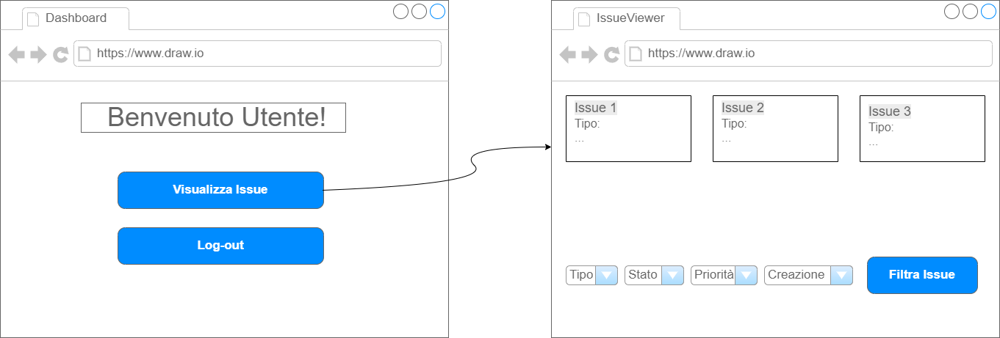 Dashboard
https://www.draw.io
Benvenuto Utente!
Visualizza Issue
Log-out
IssueViewer
https://www.draw.io
Issue 1
Tipo:
...
Issue 2
Tipo:
...
Issue 3
Tipo:
...
Tipo
Stato
Priorità
Creazione
Filtra Issue